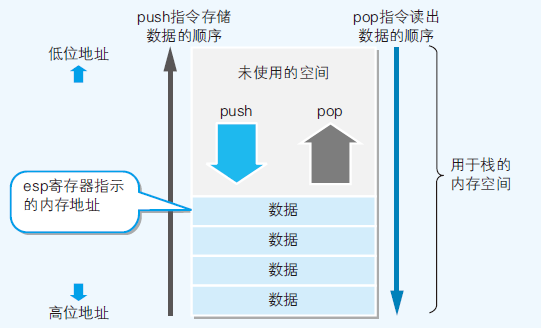 push指令存储
数据的顺序
pop指令读出
数据的顺序
低位地址
未使用的空间
push
pop
esp寄存器指示
的内存地址
用于栈的
内存空间
数据
数据
数据
数据
高位地址